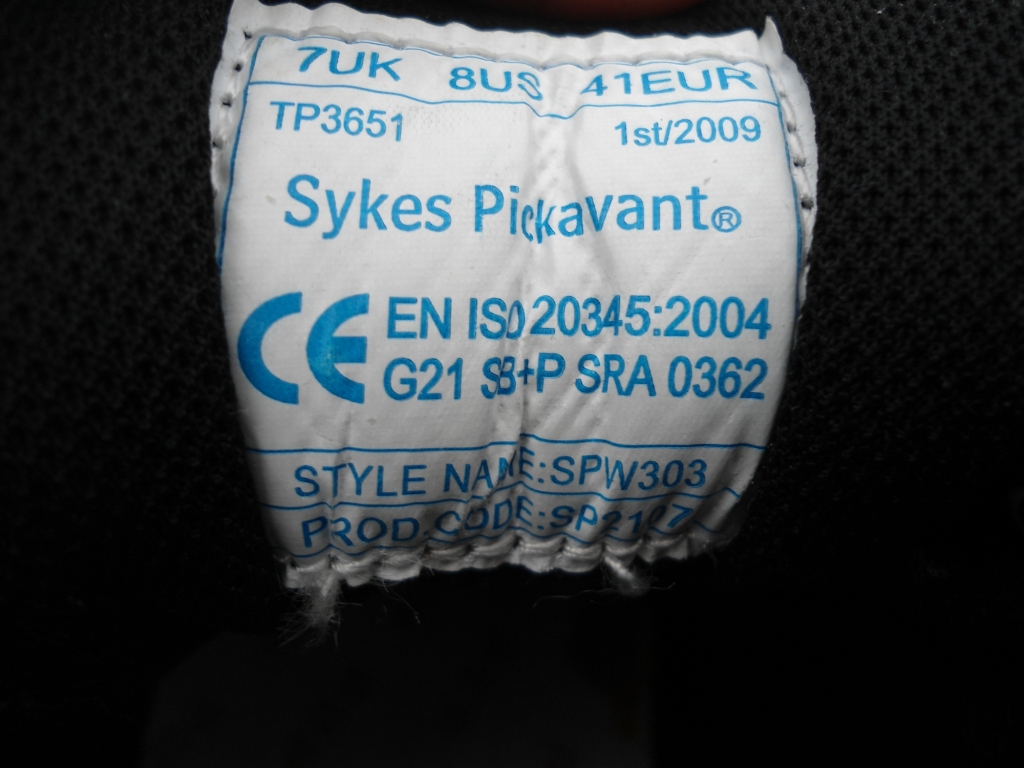 7UK 8US 41EUR
TP3651 1st/2009
Sykes Pickavant®
CE EN ISO 20345:2004
G21 SB+P SRA 0362
STYLE NAME:SPW303
PROD.CODE: